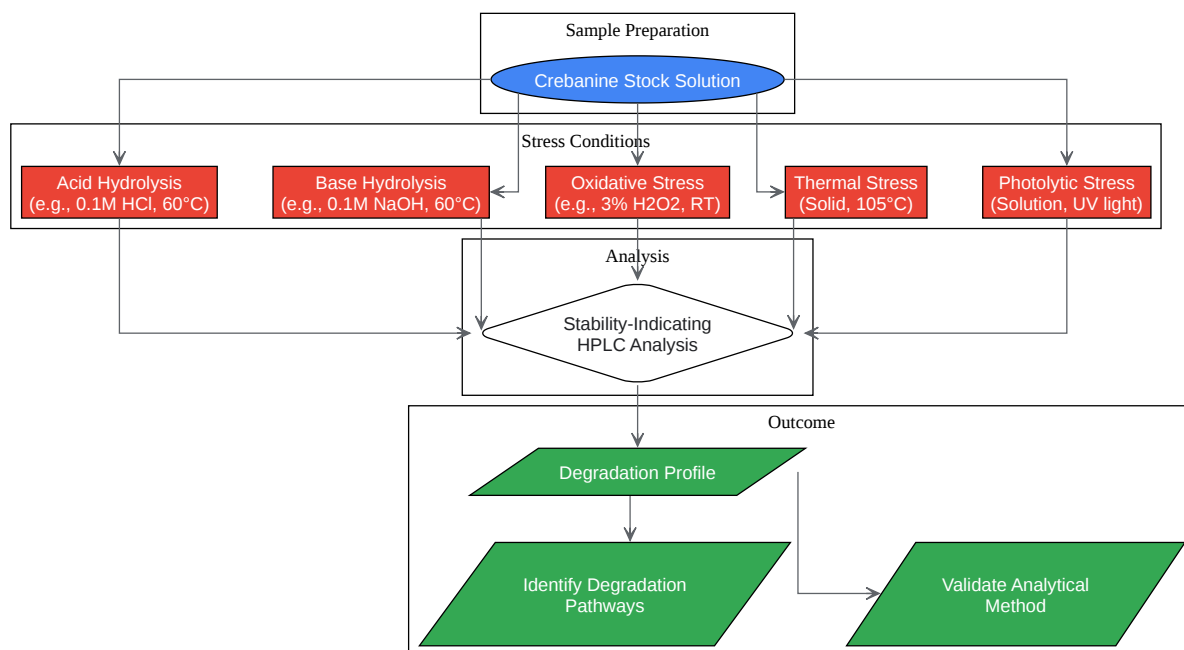 Sample Preparation
Crebanine Stock Solution
Stress Conditions
Acid Hydrolysis
(e.g., 0.1M HCl, 60°C)
Base Hydrolysis
(e.g., 0.1M NaOH, 60°C)
Oxidative Stress
(e.g., 3% H2O2, RT)
Thermal Stress
(Solid, 105°C)
Photolytic Stress
(Solution, UV light)
Analysis
Stability-Indicating
HPLC Analysis
Outcome
Degradation Profile
Identify Degradation
Pathways
Validate Analytical
Method